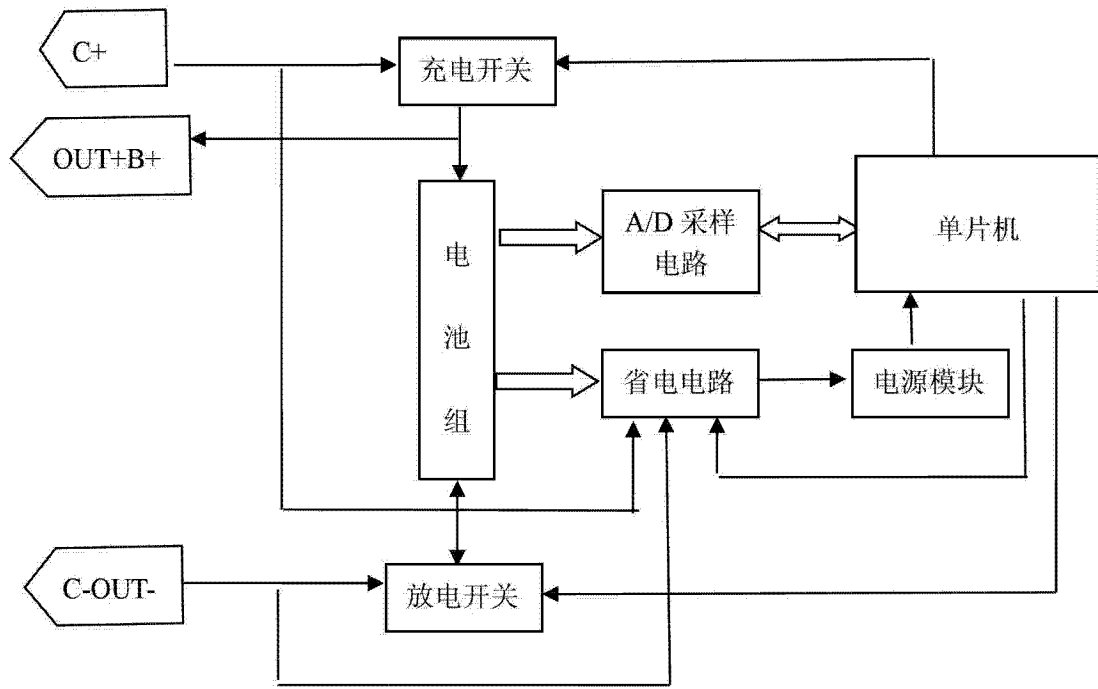 C+
充电开关
OUT+B+
A/D 采样
电路
单片机
电
池
组
省电电路
电源模块
C-OUT-
放电开关